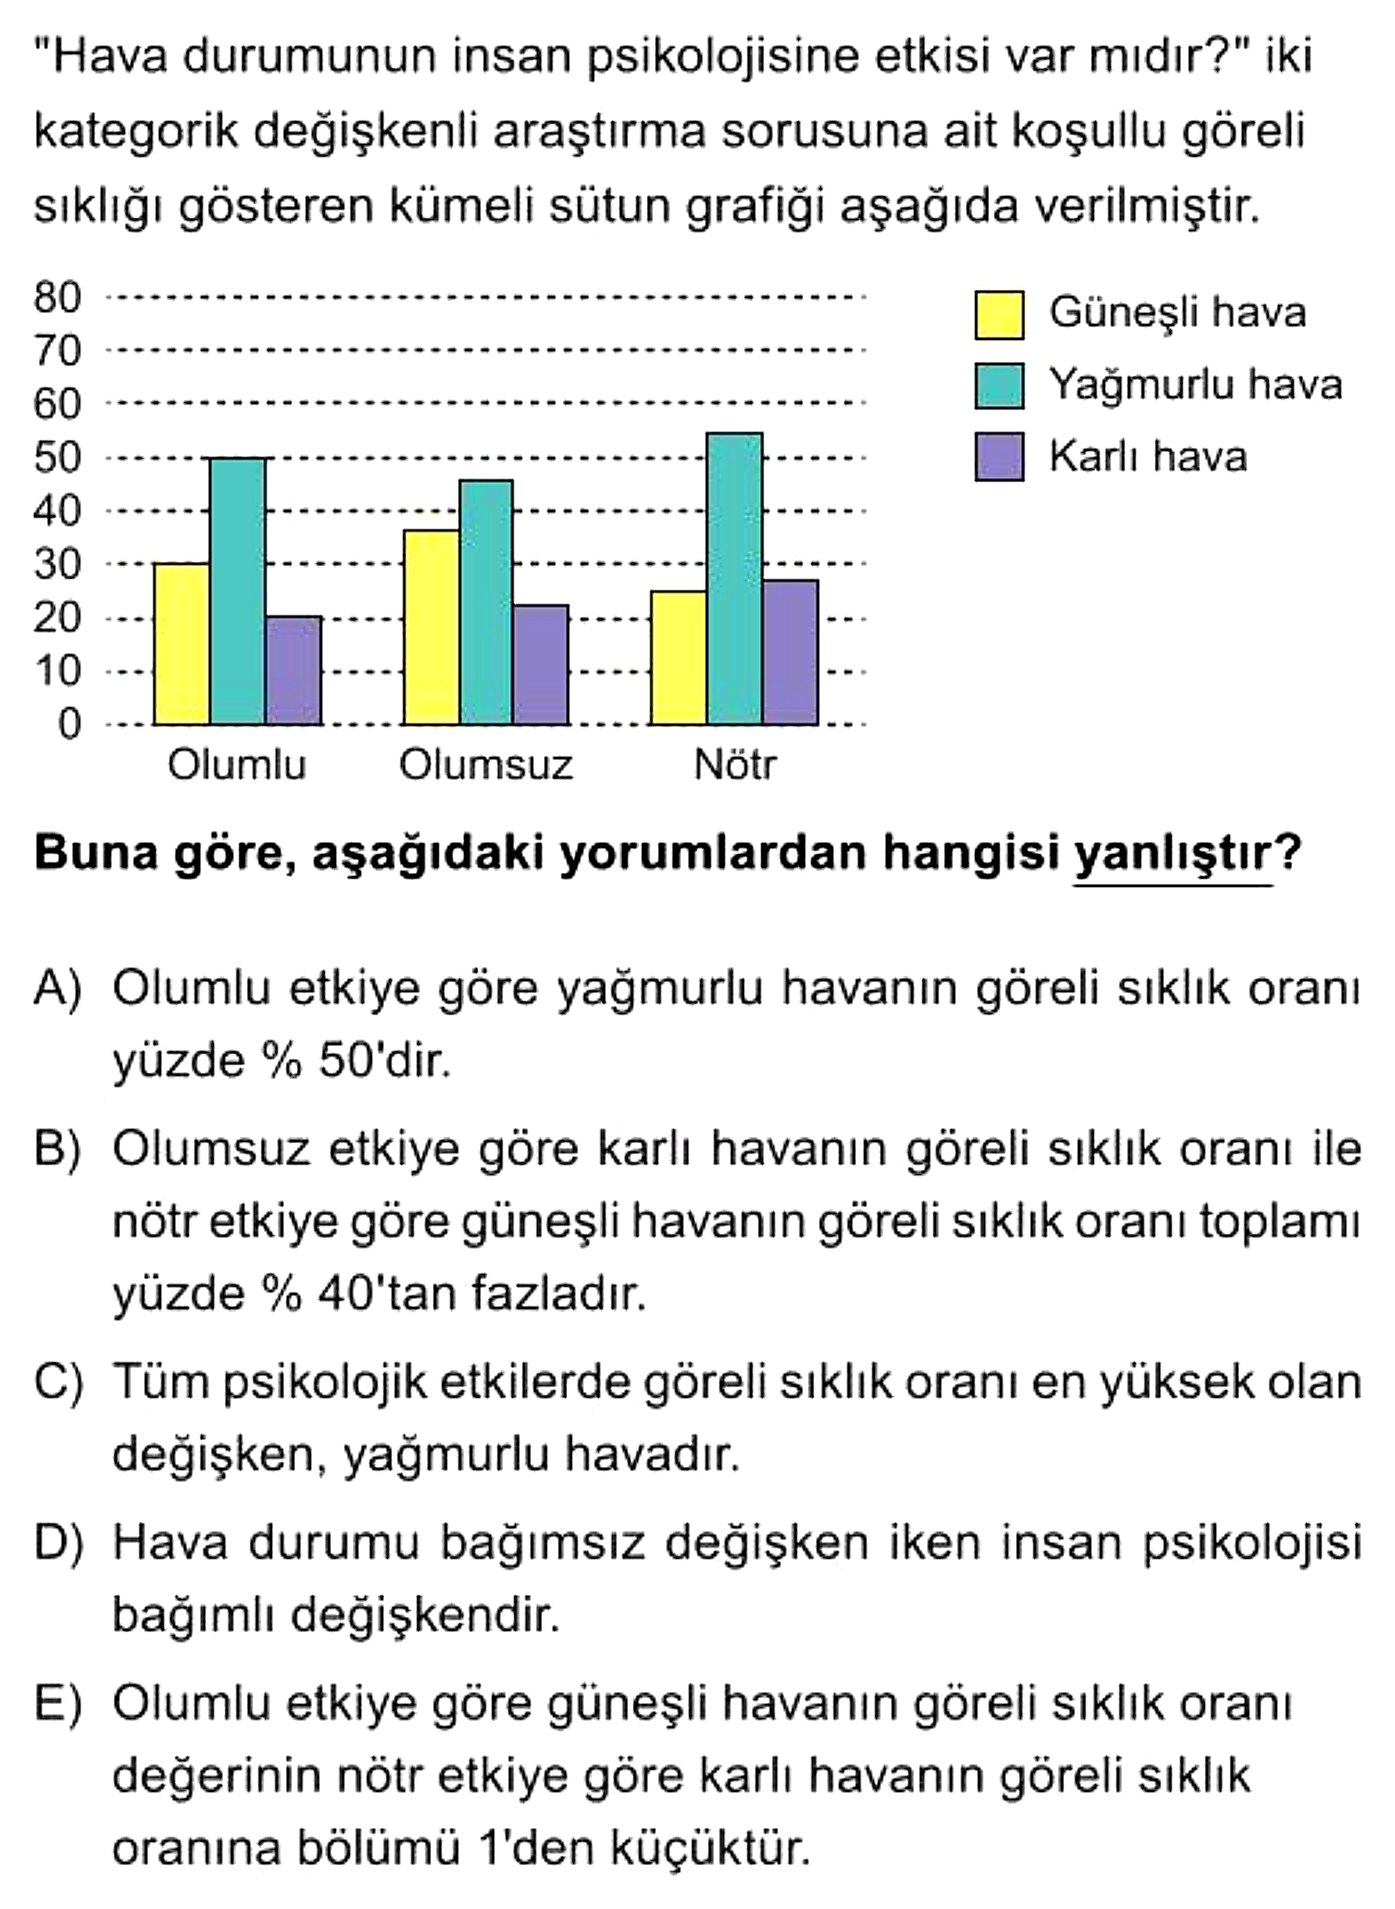 "Hava durumunun insan psikolojisine etkisi var mıdır?" iki
kategorik değişkenli araştırma sorusuna ait koşullu göreli
sıklığı gösteren kümeli sütun grafiği aşağıda verilmiştir.
80
70
60
50
40
30
20
10
0
Olumlu Olumsuz Nötr
Güneşli hava
Yağmurlu hava
Karlı hava
Buna göre, aşağıdaki yorumlardan hangisi yanlıştır?
A) Olumlu etkiye göre yağmurlu havanın göreli sıklık oranı
yüzde % 50'dir.
B) Olumsuz etkiye göre karlı havanın göreli sıklık oranı ile
nötr etkiye göre güneşli havanın göreli sıklık oranı toplamı
yüzde % 40'tan fazladır.
C) Tüm psikolojik etkilerde göreli sıklık oranı en yüksek olan
değişken, yağmurlu havadır.
D) Hava durumu bağımsız değişken iken insan psikolojisi
bağımlı değişkendir.
E) Olumlu etkiye göre güneşli havanın göreli sıklık oranı
değerinin nötr etkiye göre karlı havanın göreli sıklık
oranına bölümü 1'den küçüktür.